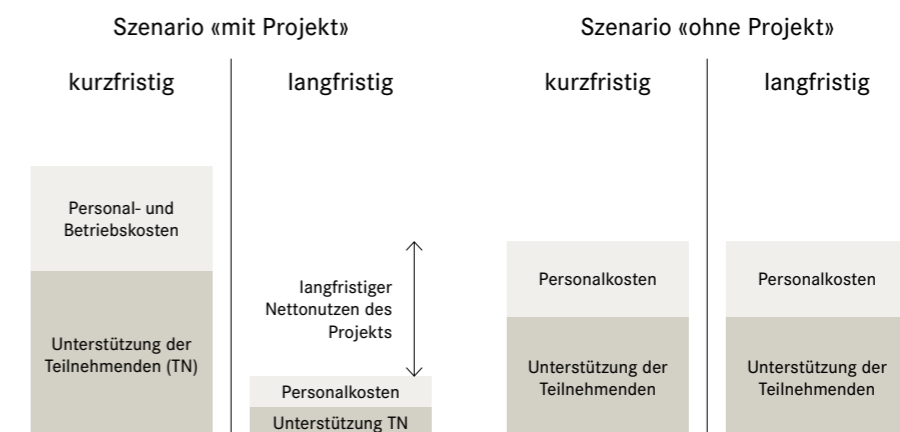 Szenario «mit Projekt»
kurzfristig
langfristig
Personal- und
Betriebskosten
Unterstützung der
Teilnehmenden (TN)
langfristiger
Nettonutzen des
Projekts
Personalkosten
Unterstützung TN
Szenario «ohne Projekt»
kurzfristig
langfristig
Personalkosten
Unterstützung der
Teilnehmenden
Personalkosten
Unterstützung der
Teilnehmenden